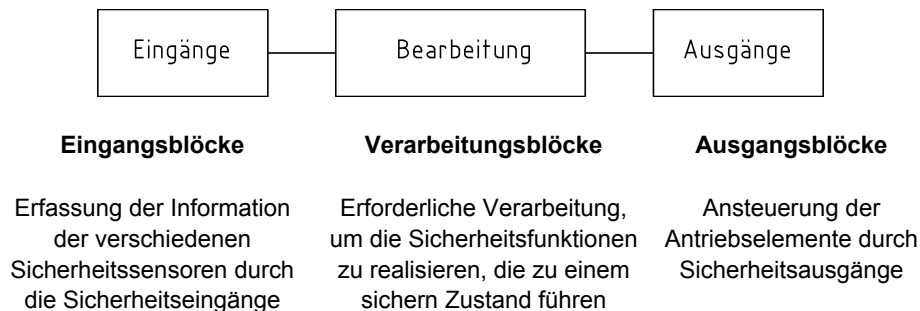 Eingänge
Bearbeitung
Ausgänge
Eingangsblöcke
Verarbeitungsblöcke
Ausgangsblöcke
Erfassung der Information
der verschiedenen
Sicherheitssensoren durch
die Sicherheitseingänge
Erforderliche Verarbeitung,
um die Sicherheitsfunktionen
zu realisieren, die zu einem
sichern Zustand führen
Ansteuerung der
Antriebselemente durch
Sicherheitsausgänge